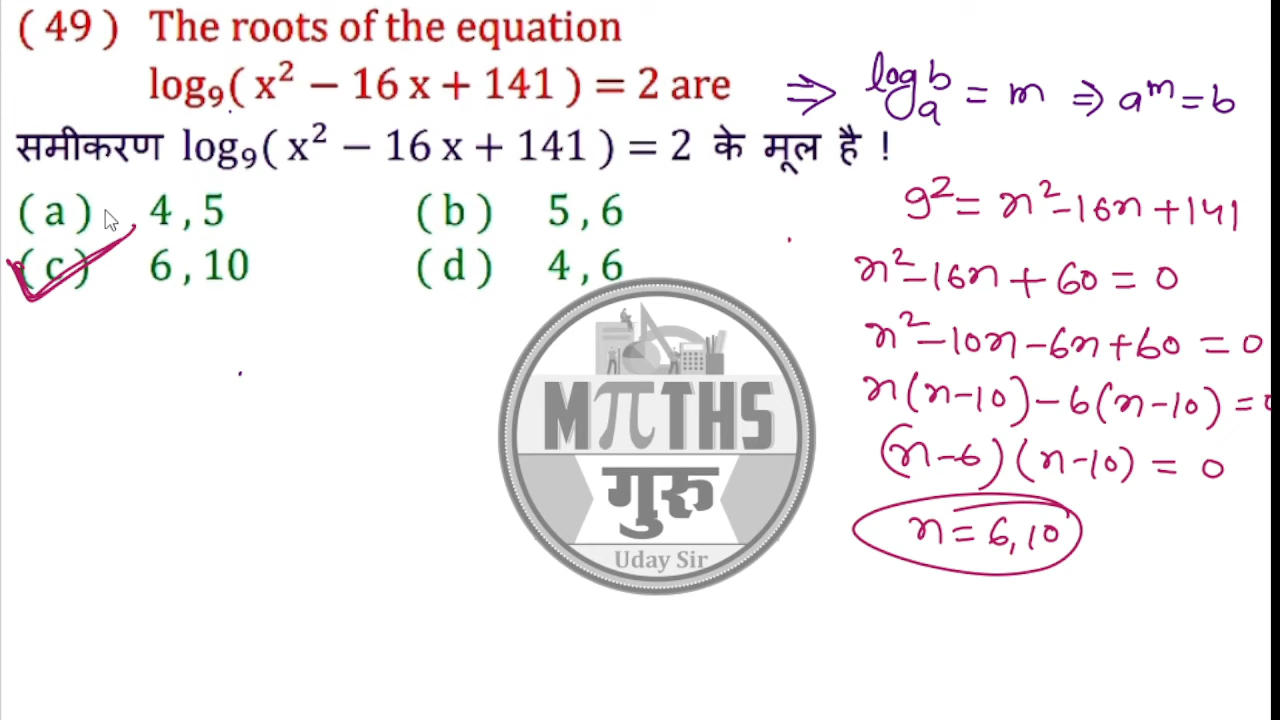 ( 49 ) The roots of the equation
log₉( x² − 16 x + 141 ) = 2 are
समीकरण log₉( x² − 16 x + 141 ) = 2 के मूल है !
( a ) 4 , 5 ( b ) 5 , 6
( c ) 6 , 10 ( d ) 4 , 6
⇒ logₐb = m ⇒ aᵐ = b
9² = x² - 16x + 141
x² - 16x + 60 = 0
x² - 10x - 6x + 60 = 0
x(x - 10) - 6(x - 10) = 0
(x - 6)(x - 10) = 0
x = 6, 10
MπTHS
गुरु
Uday Sir